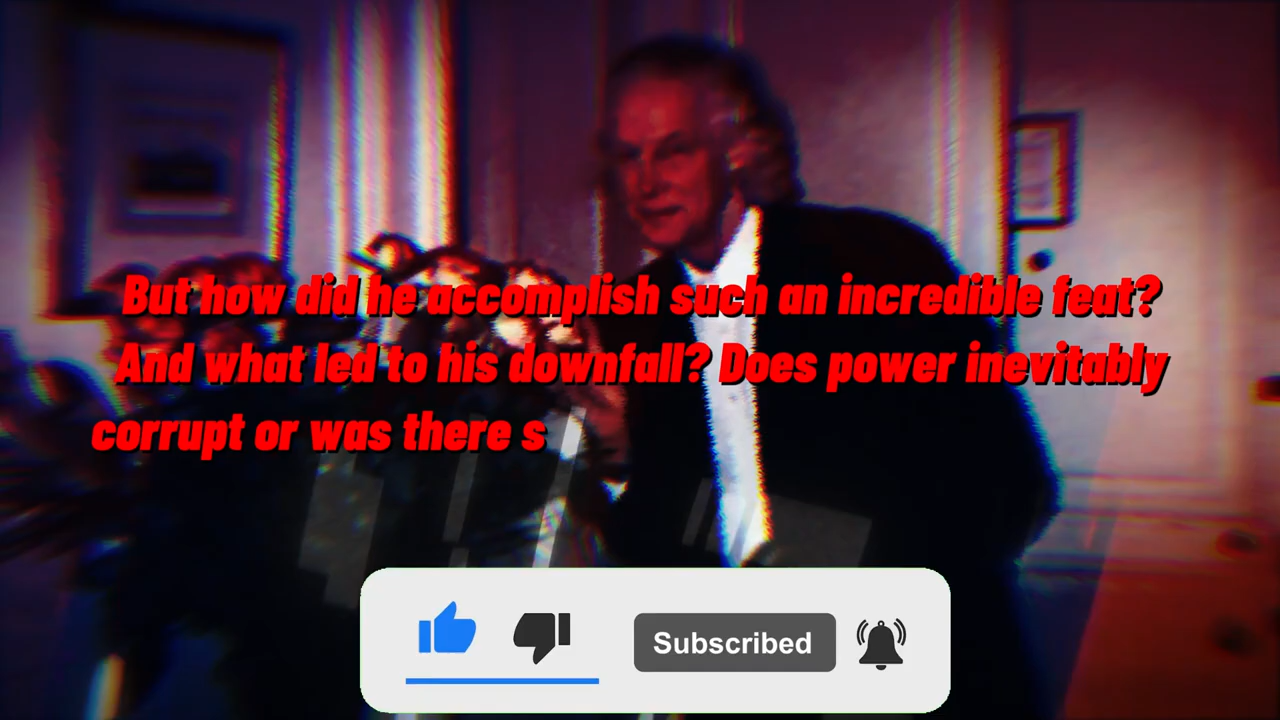 But how did he accomplish such an incredible feat?
And what led to his downfall? Does power inevitably
corrupt or was there s
Subscribed